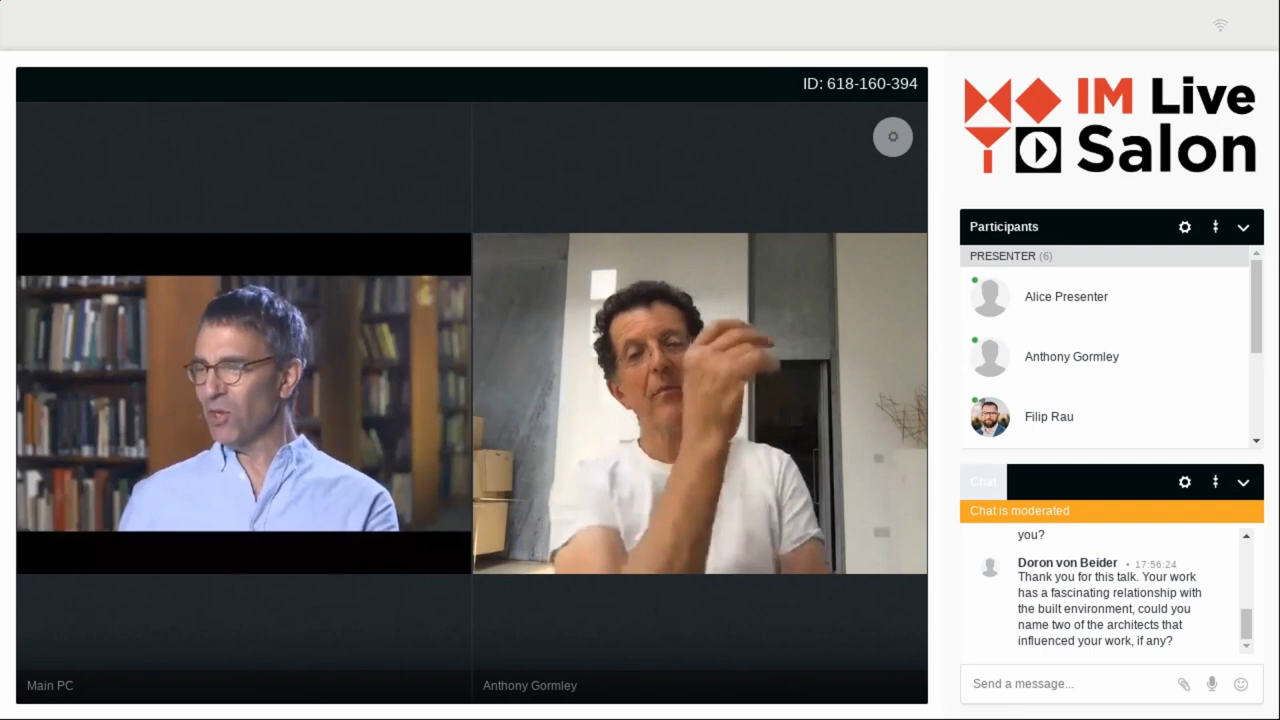 ID: 618-160-394
Main PC
Anthony Gormley
IM Live
Salon
Participants
PRESENTER (6)
Alice Presenter
Anthony Gormley
Filip Rau
Chat
Chat is moderated
you?
Doron von Beider • 17:56:24
Thank you for this talk. Your work
has a fascinating relationship with
the built environment, could you
name two of the architects that
influenced your work, if any?
Send a message...